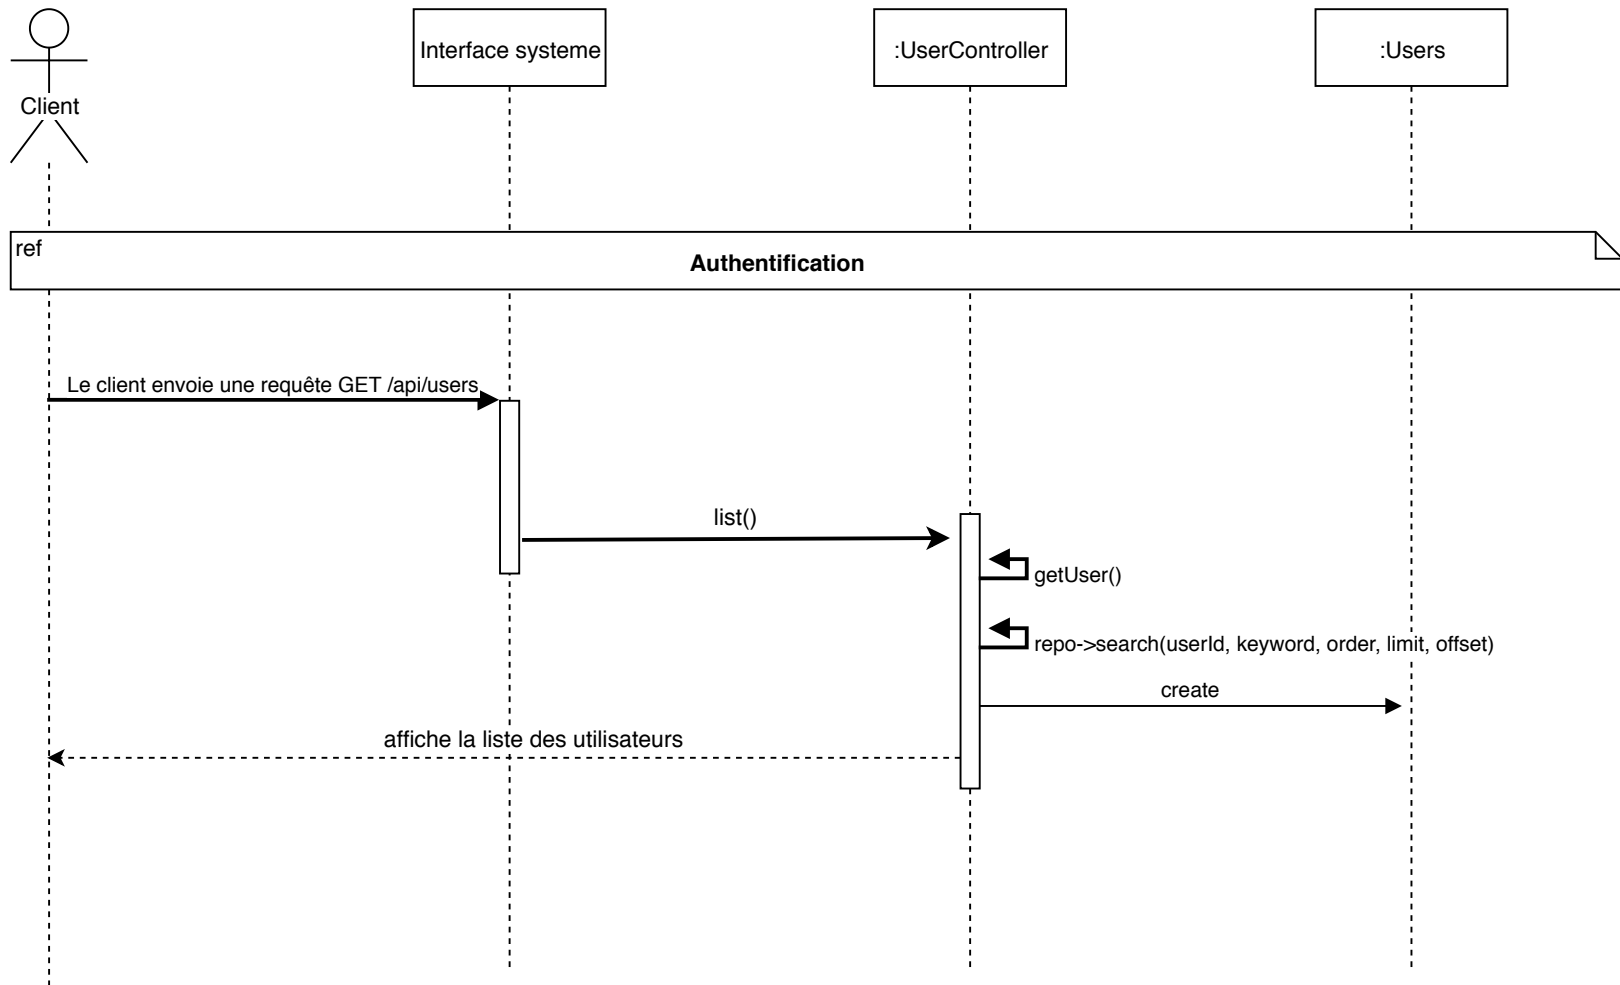 Client
Interface systeme
:UserController
:Users
ref
Authentification
Le client envoie une requête GET /api/users
list()
getUser()
repo->search(userId, keyword, order, limit, offset)
create
affiche la liste des utilisateurs